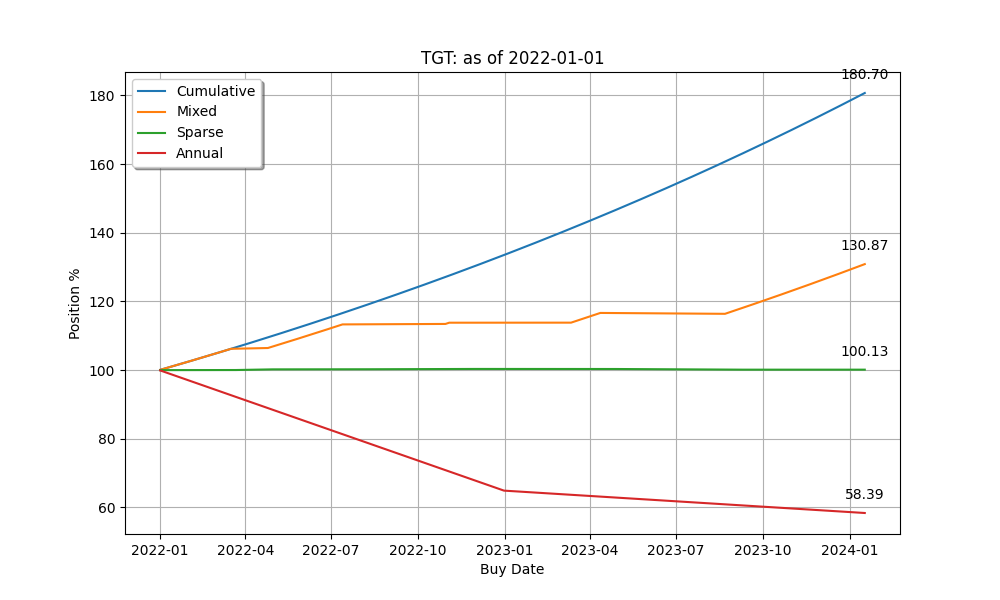 TGT: as of 2022-01-01
180.70
Cumulative
Mixed
Sparse
Annual
130.87
100.13
58.39
Position %
180
160
140
120
100
80
60
2022-01 2022-04 2022-07 2022-10 2023-01 2023-04 2023-07 2023-10 2024-01
Buy Date